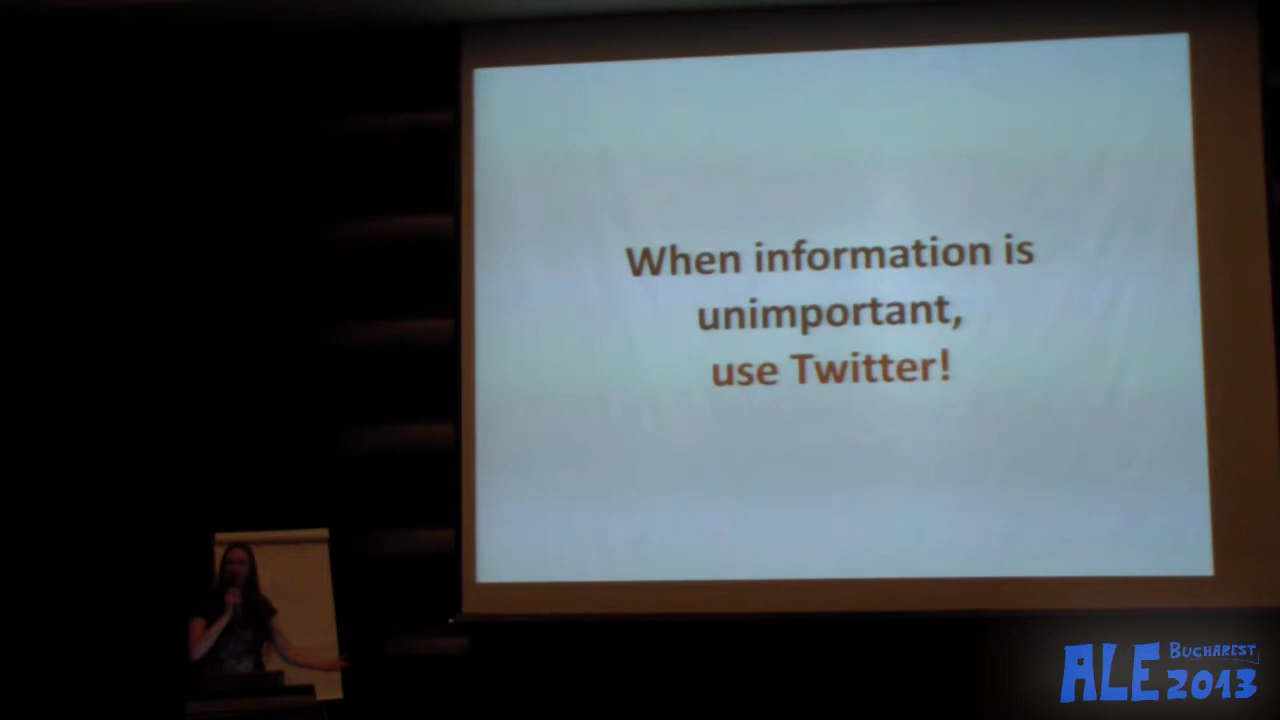 When information is
unimportant,
use Twitter!
ALE BUCHAREST
2013